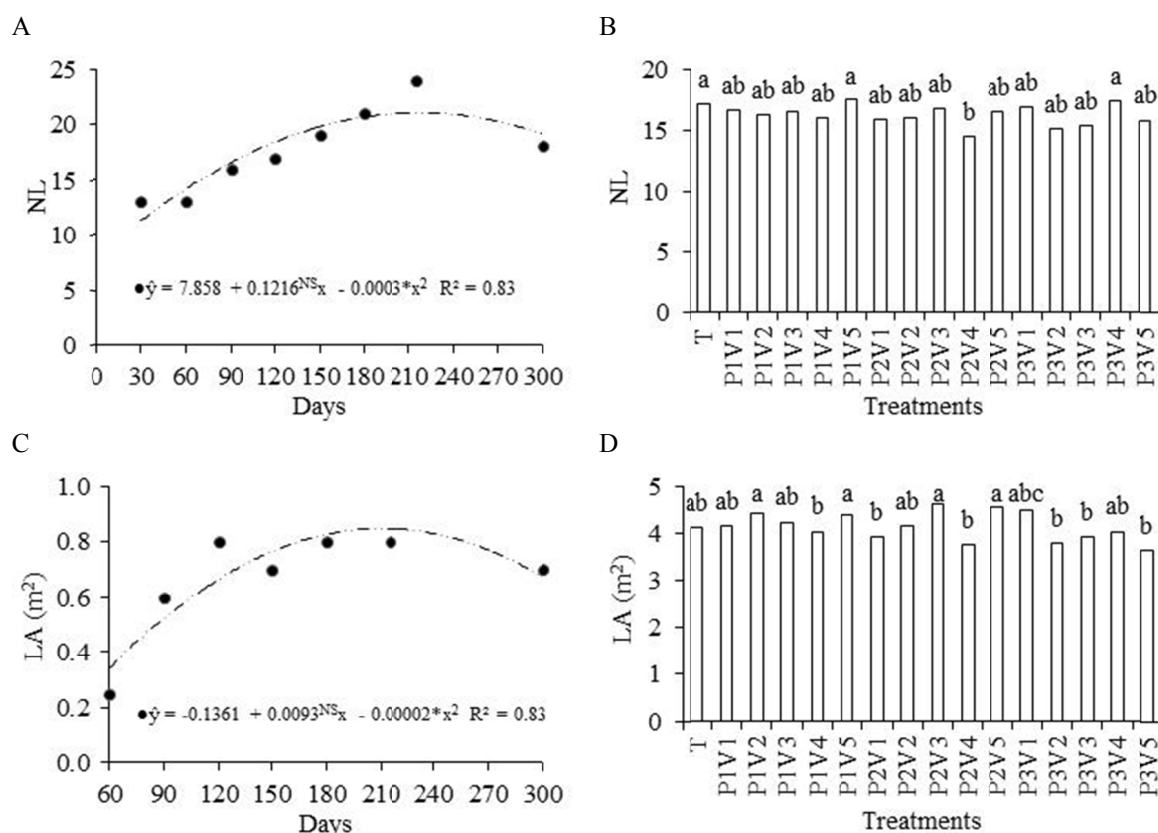 A
NL
25
20
15
10
5
0
ŷ = 7.858 + 0.1216ᴺˢx - 0.0003*x² R² = 0.83
0 30 60 90 120 150 180 210 240 270 300
Days
B
NL
20
15
10
5
0
a ab ab ab ab a ab ab ab b ab ab ab ab a ab
T P1V1 P1V2 P1V3 P1V4 P1V5 P2V1 P2V2 P2V3 P2V4 P2V5 P3V1 P3V2 P3V3 P3V4 P3V5
Treatments
C
LA (m²)
1.0
0.8
0.6
0.4
0.2
0.0
ŷ = -0.1361 + 0.0093ᴺˢx - 0.00002*x² R² = 0.83
60 90 120 150 180 210 240 270 300
Days
D
LA (m²)
5
4
3
2
1
0
ab ab a ab b a b ab a b a abc b b ab b
T P1V1 P1V2 P1V3 P1V4 P1V5 P2V1 P2V2 P2V3 P2V4 P2V5 P3V1 P3V2 P3V3 P3V4 P3V5
Treatments